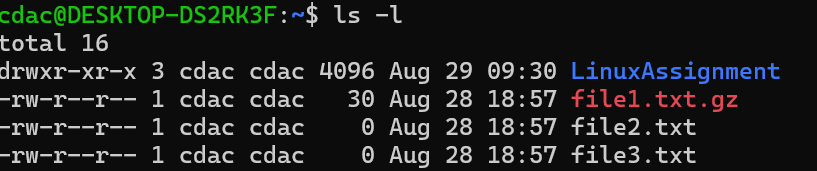 cdac@DESKTOP-DS2RK3F:~$ ls -l
total 16
drwxr-xr-x 3 cdac cdac 4096 Aug 29 09:30 LinuxAssignment
-rw-r--r-- 1 cdac cdac   30 Aug 28 18:57 file1.txt.gz
-rw-r--r-- 1 cdac cdac    0 Aug 28 18:57 file2.txt
-rw-r--r-- 1 cdac cdac    0 Aug 28 18:57 file3.txt